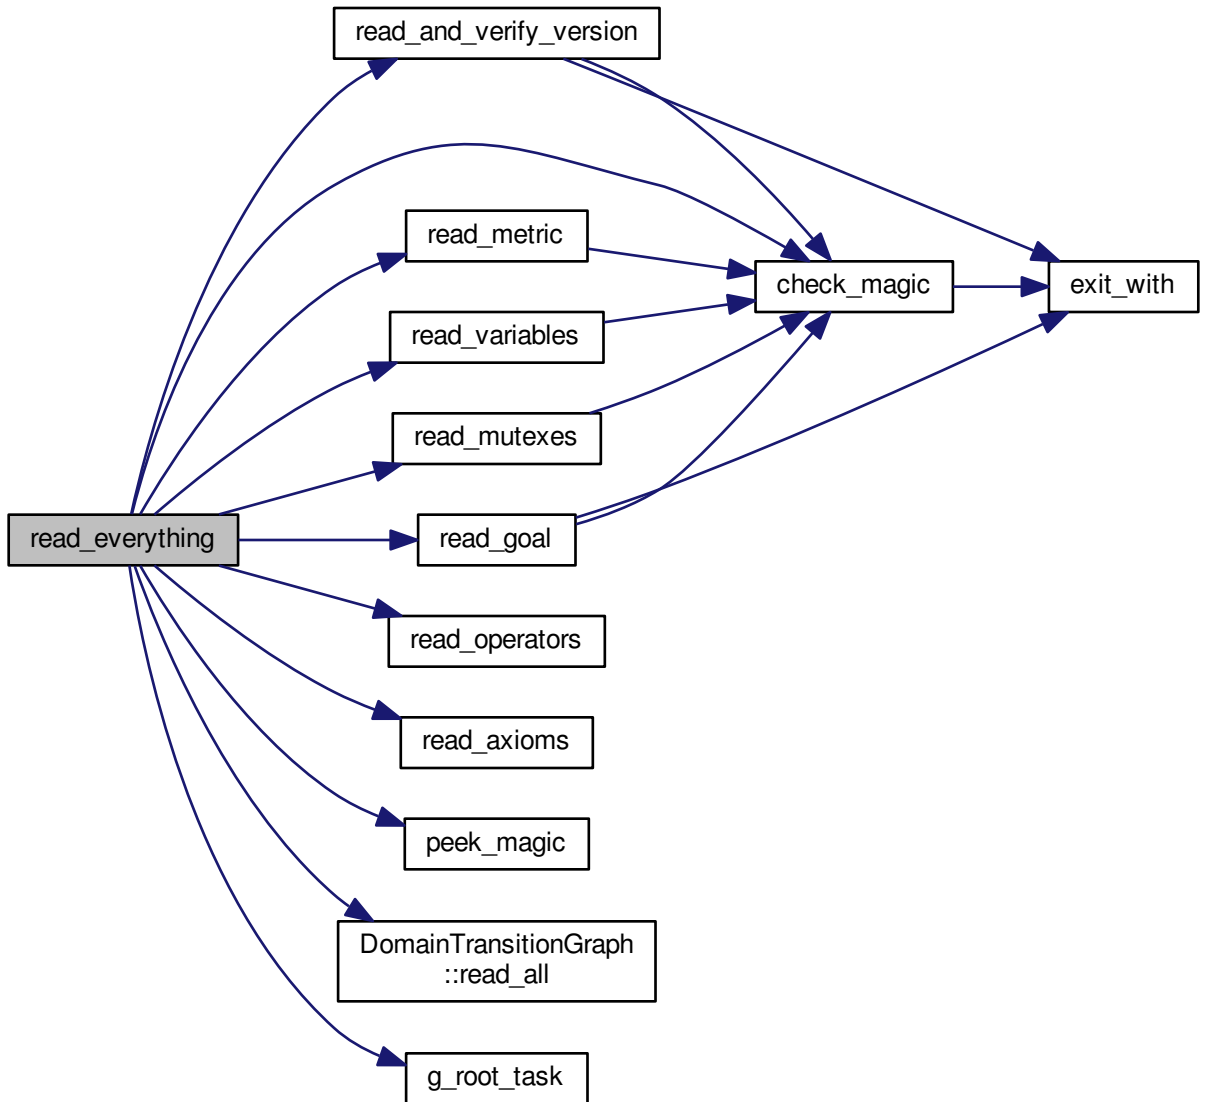 read_and_verify_version
read_metric
check_magic
exit_with
read_variables
read_mutexes
read_everything
read_goal
read_operators
read_axioms
peek_magic
DomainTransitionGraph
::read_all
g_root_task